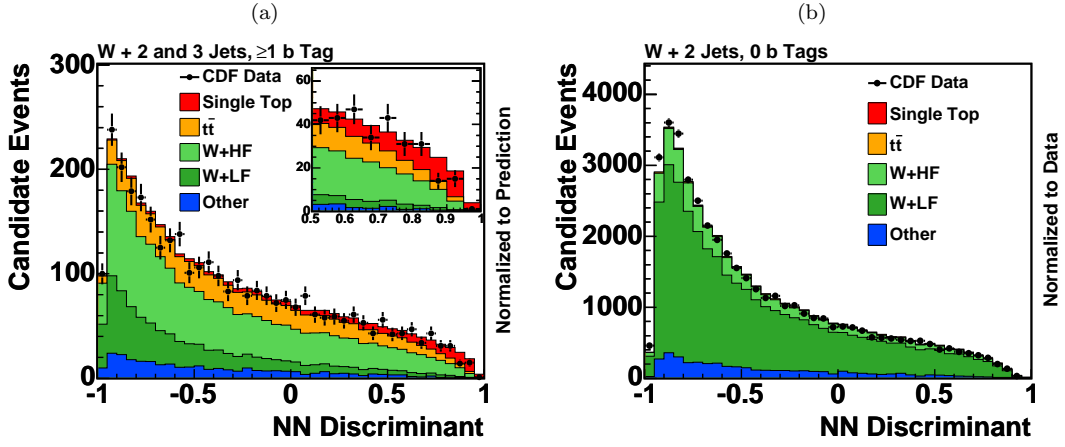 (a)
W + 2 and 3 Jets, ≥1 b Tag
Candidate Events
300
200
100
0
-1
-0.5
0
0.5
1
NN Discriminant
Normalized to Prediction
CDF Data
Single Top
tt̄
W+HF
W+LF
Other
60
40
20
0
0.5
0.6
0.7
0.8
0.9
1
(b)
W + 2 Jets, 0 b Tags
Candidate Events
4000
3000
2000
1000
0
-1
-0.5
0
0.5
1
NN Discriminant
Normalized to Data
CDF Data
Single Top
tt̄
W+HF
W+LF
Other